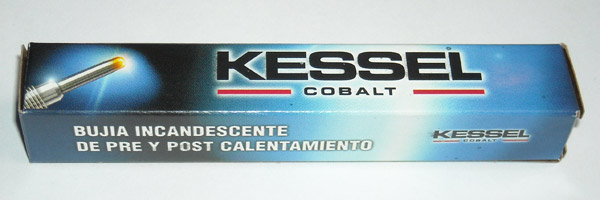 KESSEL
COBALT
BUJIA INCANDESCENTE
DE PRE Y POST CALENTAMIENTO
KESSEL
COBALT